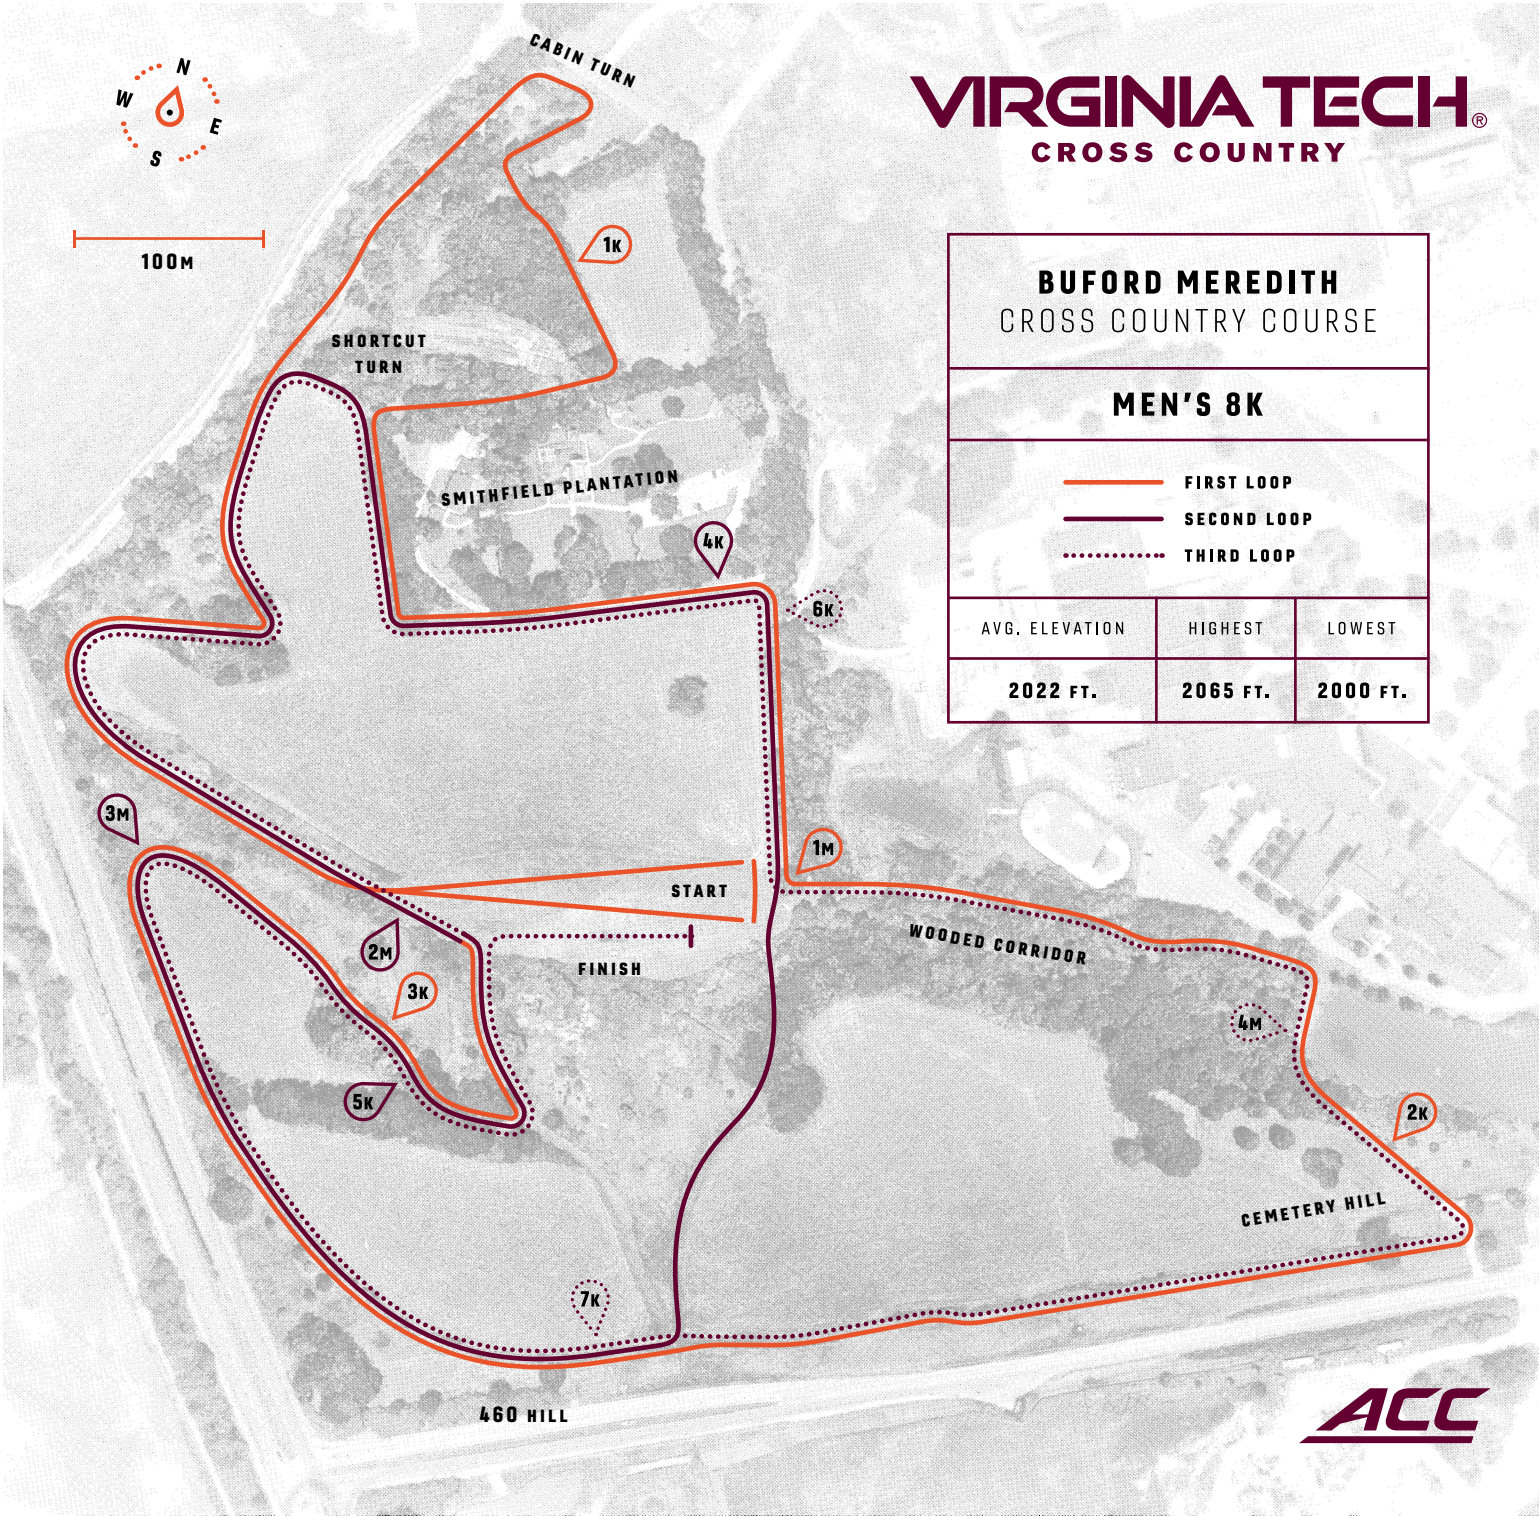 CABIN TURN
N
W
E
S
100M
VIRGINIA TECH®
CROSS COUNTRY
1K
BUFORD MEREDITH
CROSS COUNTRY COURSE
MEN'S 8K
FIRST LOOP
SECOND LOOP
THIRD LOOP
AVG. ELEVATION HIGHEST LOWEST
2022 FT. 2065 FT. 2000 FT.
SHORTCUT
TURN
SMITHFIELD PLANTATION
4K
6K
3M
1M
START
2M
FINISH
WOODED CORRIDOR
3K
4M
5K
2K
CEMETERY HILL
7K
460 HILL
ACC